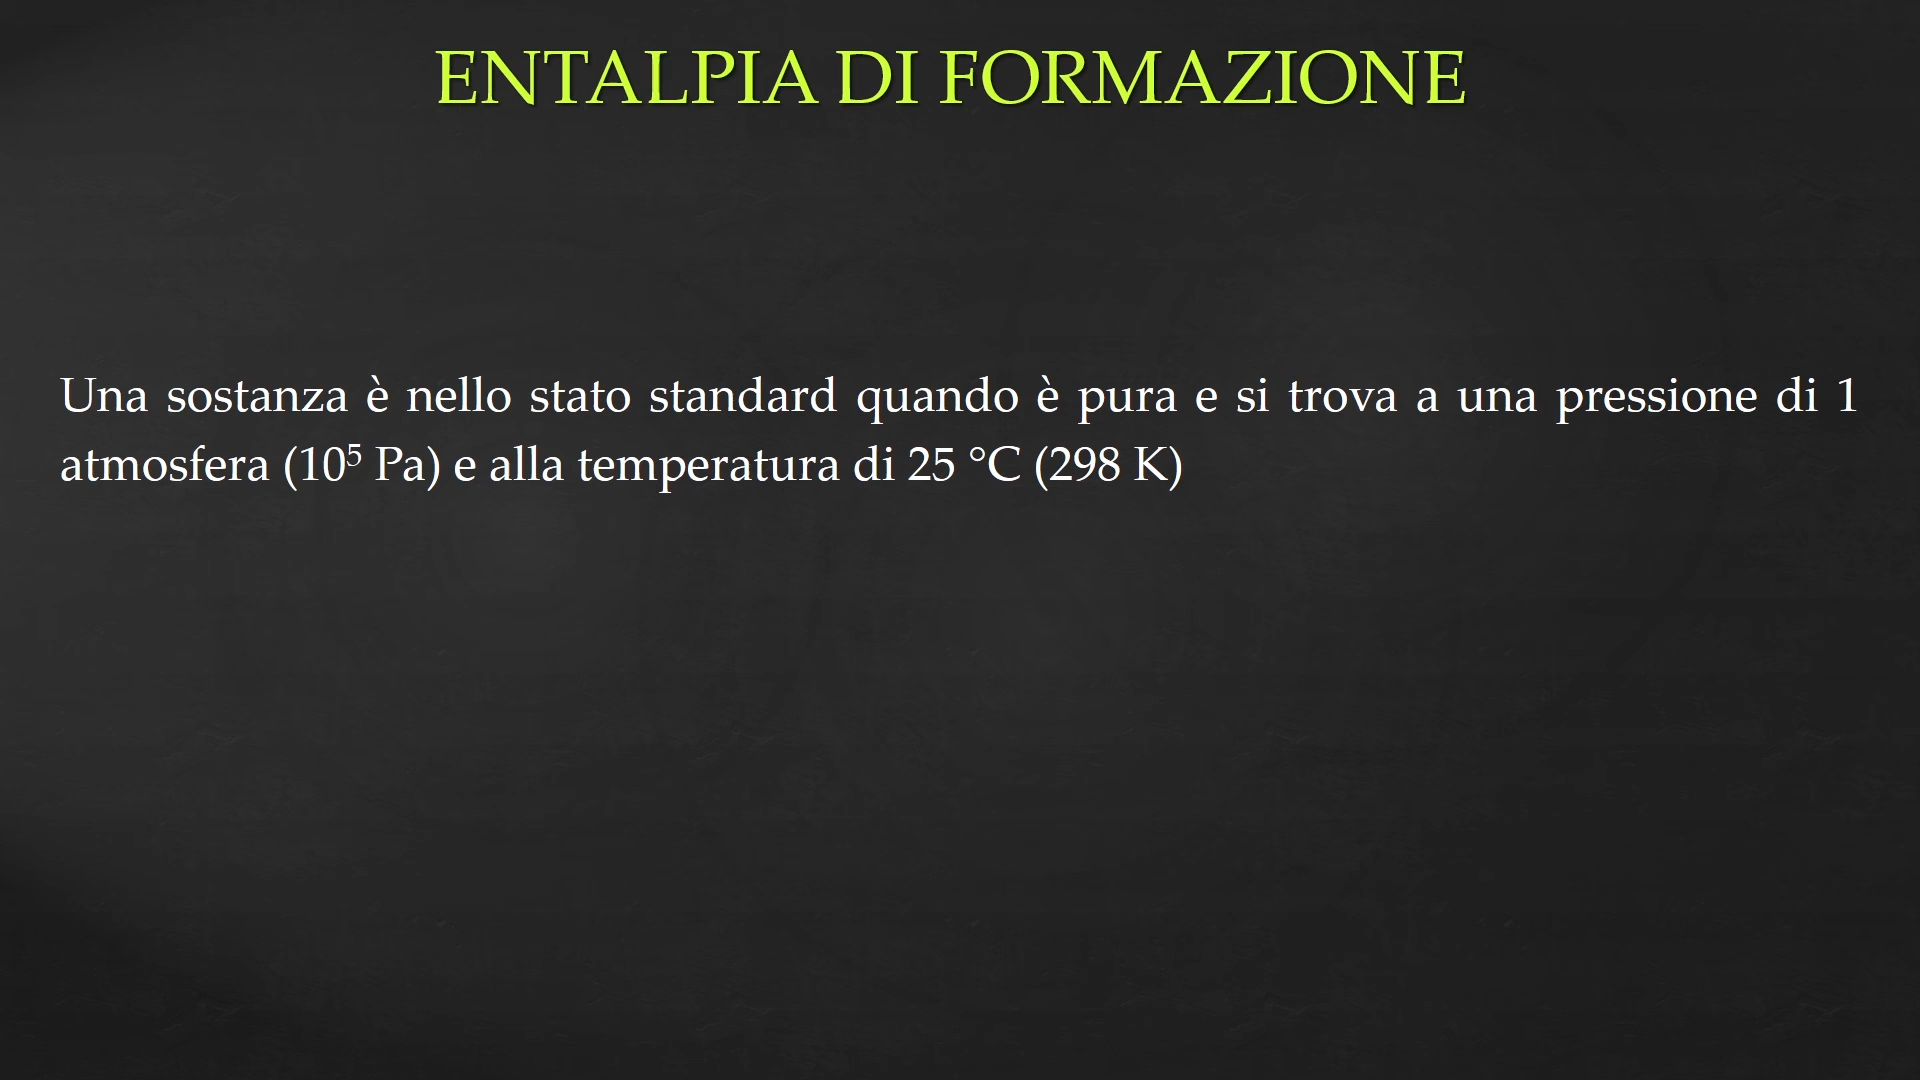 ENTALPIA DI FORMAZIONE
Una sostanza è nello stato standard quando è pura e si trova a una pressione di 1
atmosfera (10⁵ Pa) e alla temperatura di 25 °C (298 K)